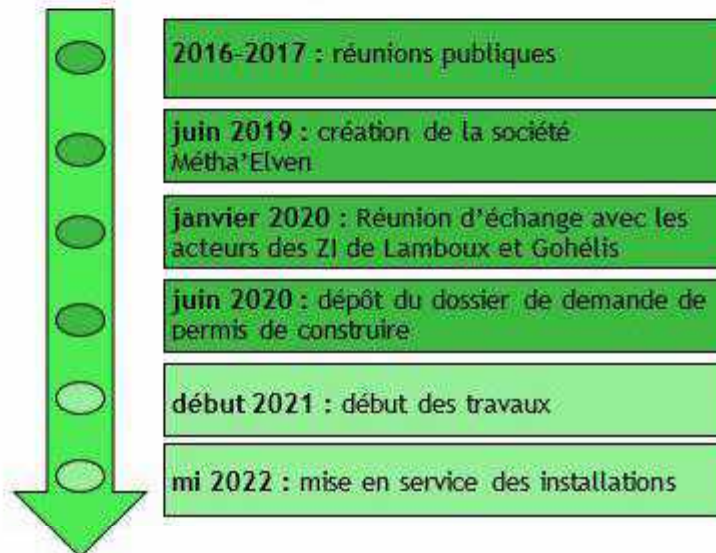 2016-2017 : réunions publiques
juin 2019 : création de la société
Métha'Elven
janvier 2020 : Réunion d'échange avec les
acteurs des ZI de Lamboux et Gohélis
juin 2020 : dépôt du dossier de demande de
permis de construire
début 2021 : début des travaux
mi 2022 : mise en service des installations